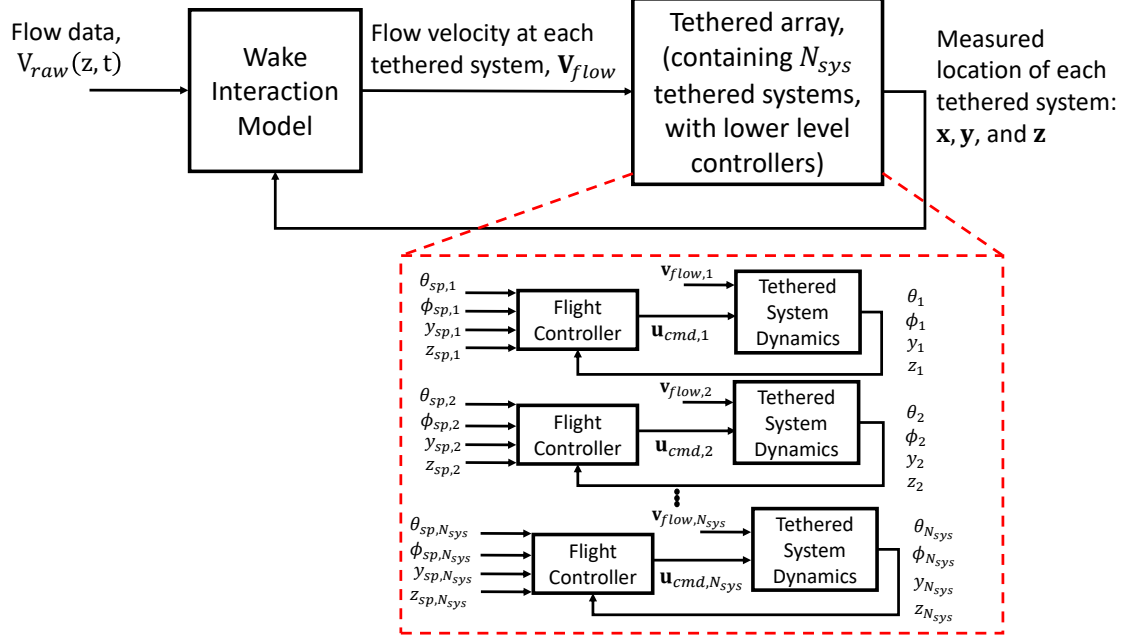 Flow data,
V_raw(z, t)
Wake
Interaction
Model
Flow velocity at each
tethered system, V_flow
Tethered array,
(containing N_sys
tethered systems,
with lower level
controllers)
Measured
location of each
tethered system:
x, y, and z
θ_sp,1
ϕ_sp,1
y_sp,1
z_sp,1
Flight
Controller
u_cmd,1
v_flow,1
Tethered
System
Dynamics
θ_1
ϕ_1
y_1
z_1
θ_sp,2
ϕ_sp,2
y_sp,2
z_sp,2
Flight
Controller
u_cmd,2
v_flow,2
Tethered
System
Dynamics
θ_2
ϕ_2
y_2
z_2
θ_sp,N_sys
ϕ_sp,N_sys
y_sp,N_sys
z_sp,N_sys
Flight
Controller
u_cmd,N_sys
v_flow,N_sys
Tethered
System
Dynamics
θ_N_sys
ϕ_N_sys
y_N_sys
z_N_sys